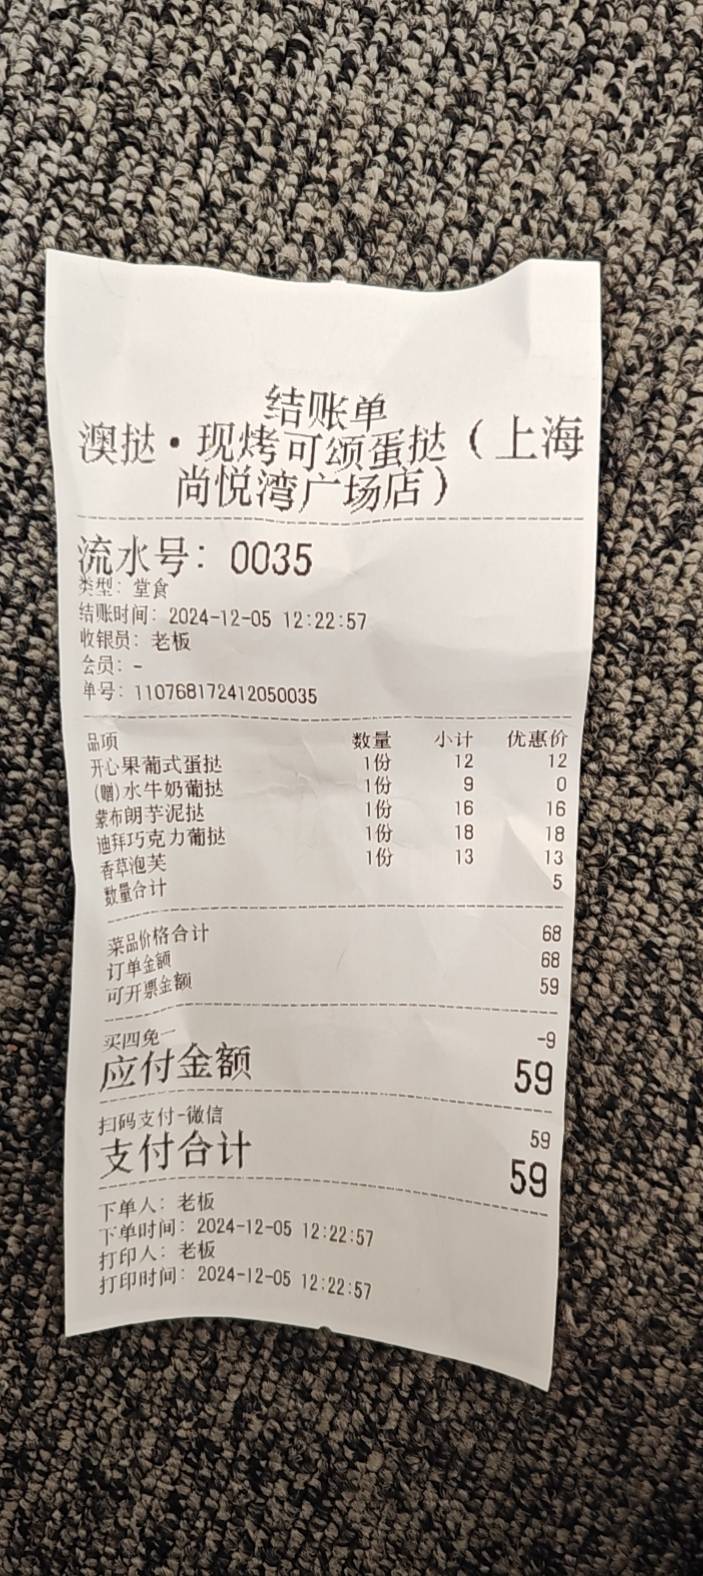 结账单
澳挞·现烤可颂蛋挞（上海
尚悦湾广场店）
流水号：0035
类型：堂食
结账时间：2024-12-05 12:22:57
收银员：老板
会员：-
单号：110768172412050035
品项 数量 小计 优惠价
开心果葡式蛋挞 1份 12 12
(赠)水牛奶葡挞 1份 9 0
蒙布朗芋泥挞 1份 16 16
迪拜巧克力葡挞 1份 18 18
香草泡芙 1份 13 13
数量合计 5
菜品价格合计 68
订单金额 68
可开票金额 59
买四免一 -9
应付金额 59
扫码支付-微信 59
支付合计 59
下单人：老板
下单时间：2024-12-05 12:22:57
打印人：老板
打印时间：2024-12-05 12:22:57